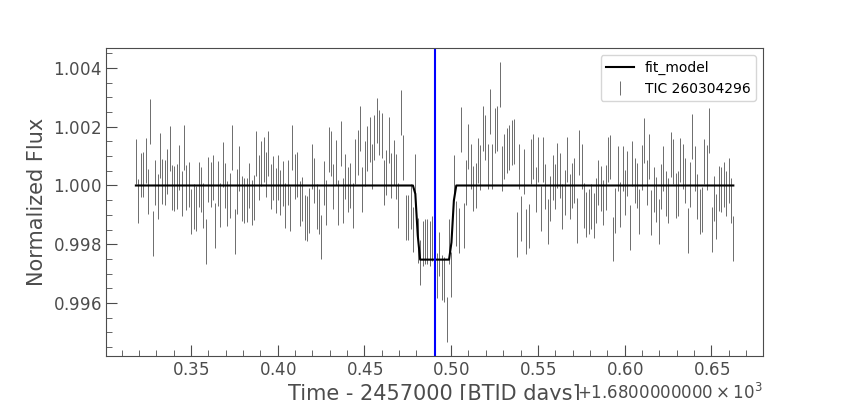 fit_model
TIC 260304296
Normalized Flux
1.004
1.002
1.000
0.998
0.996
0.35 0.40 0.45 0.50 0.55 0.60 0.65
Time - 2457000 [BTJD days]
+1.6800000000 × 10³